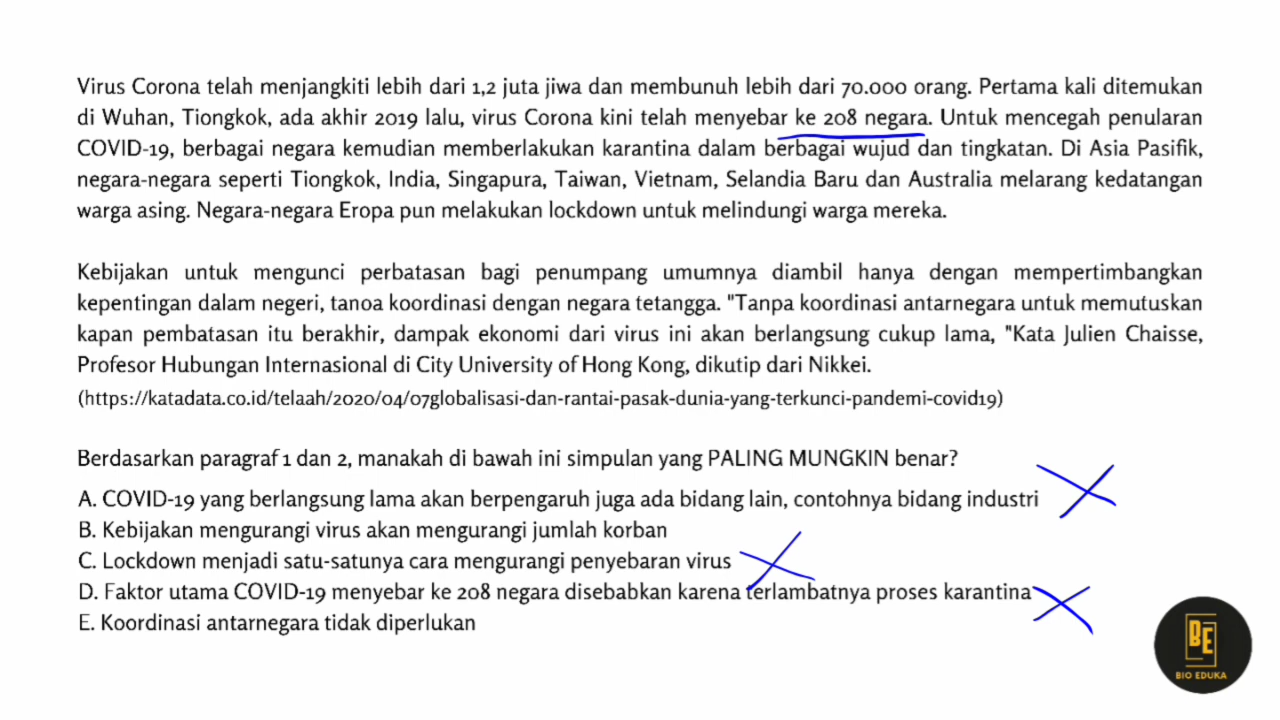 Virus Corona telah menjangkiti lebih dari 1,2 juta jiwa dan membunuh lebih dari 70.000 orang. Pertama kali ditemukan
di Wuhan, Tiongkok, ada akhir 2019 lalu, virus Corona kini telah menyebar ke 208 negara. Untuk mencegah penularan
COVID-19, berbagai negara kemudian memberlakukan karantina dalam berbagai wujud dan tingkatan. Di Asia Pasifik,
negara-negara seperti Tiongkok, India, Singapura, Taiwan, Vietnam, Selandia Baru dan Australia melarang kedatangan
warga asing. Negara-negara Eropa pun melakukan lockdown untuk melindungi warga mereka.
Kebijakan untuk mengunci perbatasan bagi penumpang umumnya diambil hanya dengan mempertimbangkan
kepentingan dalam negeri, tanoa koordinasi dengan negara tetangga. "Tanpa koordinasi antarnegara untuk memutuskan
kapan pembatasan itu berakhir, dampak ekonomi dari virus ini akan berlangsung cukup lama, "Kata Julien Chaisse,
Profesor Hubungan Internasional di City University of Hong Kong, dikutip dari Nikkei.
(https://katadata.co.id/telaah/2020/04/07globalisasi-dan-rantai-pasak-dunia-yang-terkunci-pandemi-covid19)
Berdasarkan paragraf 1 dan 2, manakah di bawah ini simpulan yang PALING MUNGKIN benar?
A. COVID-19 yang berlangsung lama akan berpengaruh juga ada bidang lain, contohnya bidang industri
B. Kebijakan mengurangi virus akan mengurangi jumlah korban
C. Lockdown menjadi satu-satunya cara mengurangi penyebaran virus
D. Faktor utama COVID-19 menyebar ke 208 negara disebabkan karena terlambatnya proses karantina
E. Koordinasi antarnegara tidak diperlukan
BE
BIO EDUKA